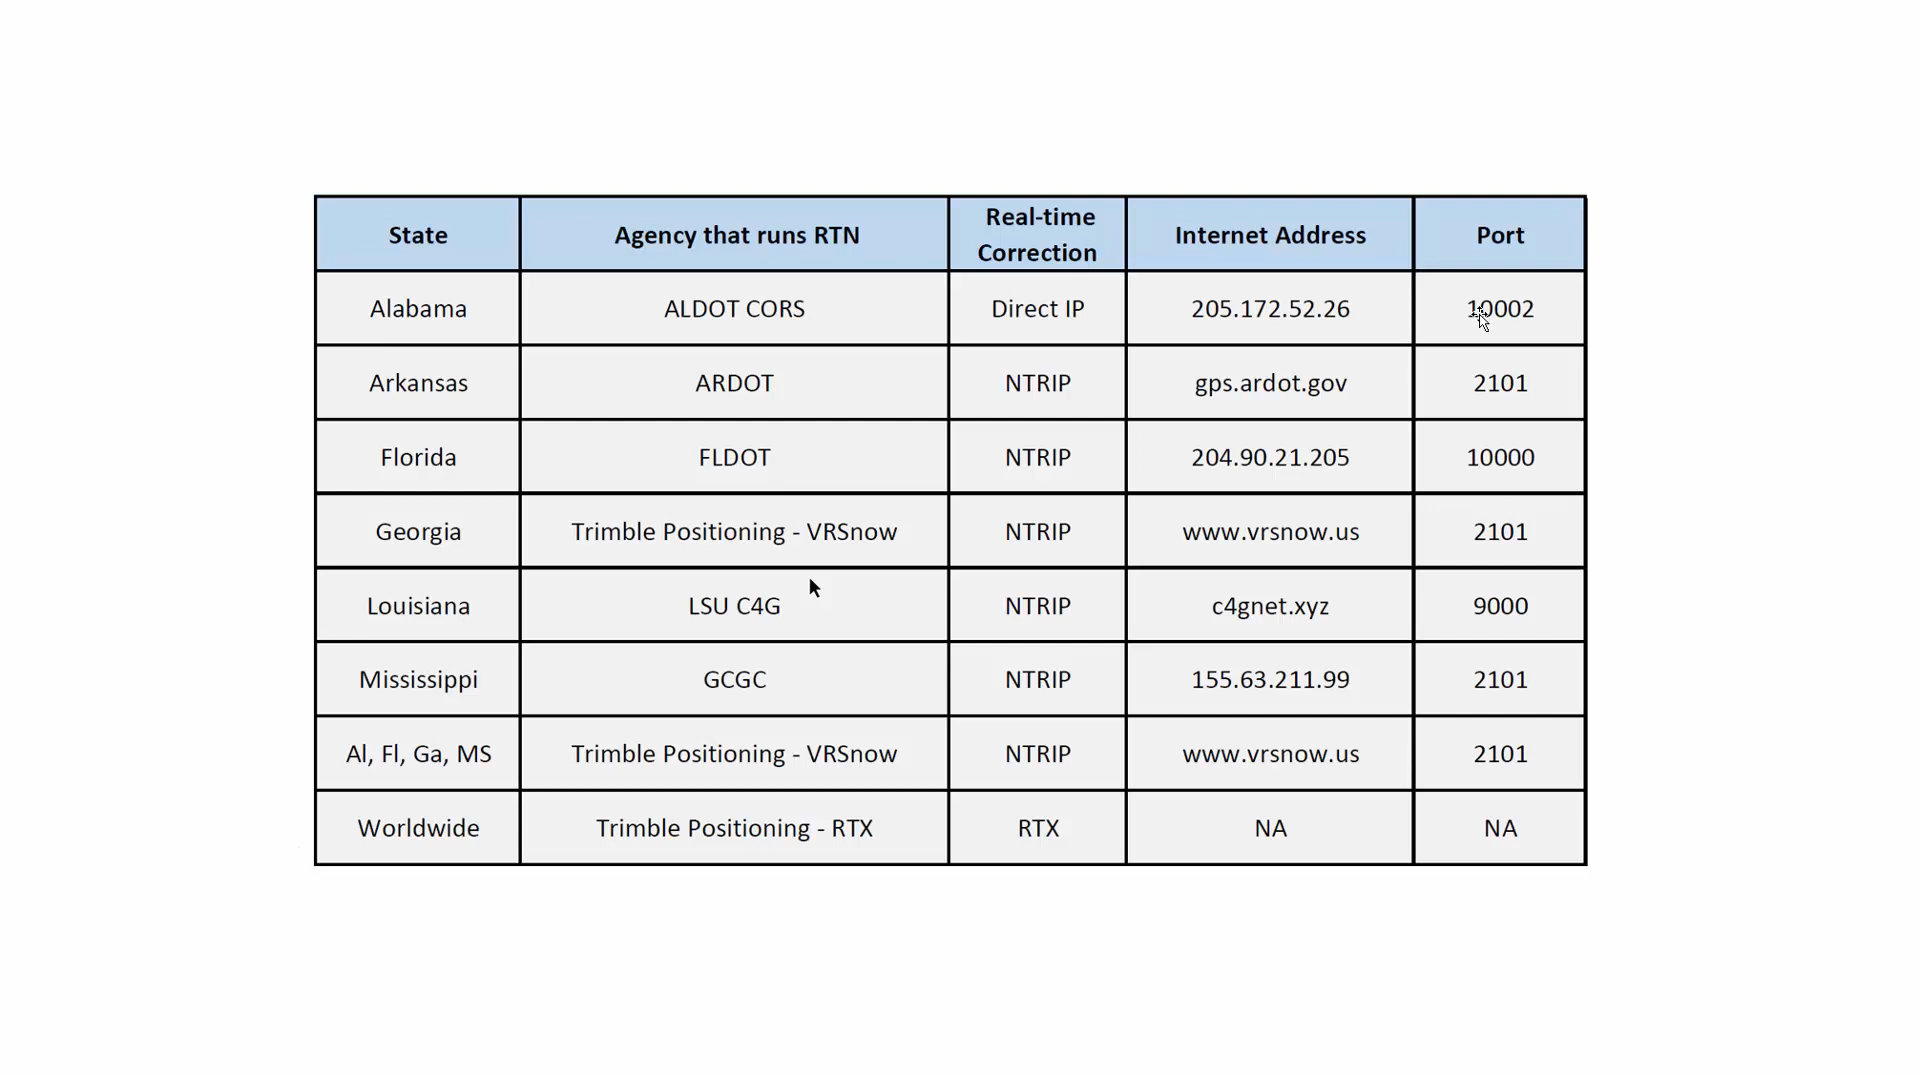 State Agency that runs RTN Real-time Correction Internet Address Port
Alabama ALDOT CORS Direct IP 205.172.52.26 10002
Arkansas ARDOT NTRIP gps.ardot.gov 2101
Florida FLDOT NTRIP 204.90.21.205 10000
Georgia Trimble Positioning - VRSnow NTRIP www.vrsnow.us 2101
Louisiana LSU C4G NTRIP c4gnet.xyz 9000
Mississippi GCGC NTRIP 155.63.211.99 2101
Al, Fl, Ga, MS Trimble Positioning - VRSnow NTRIP www.vrsnow.us 2101
Worldwide Trimble Positioning - RTX RTX NA NA